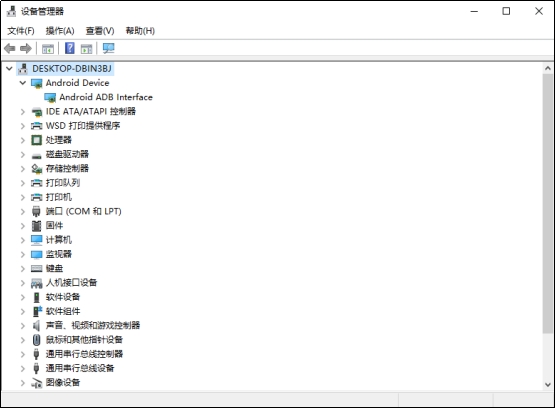 设备管理器
文件(F) 操作(A) 查看(V) 帮助(H)
DESKTOP-DBIN3BJ
Android Device
Android ADB Interface
IDE ATA/ATAPI 控制器
WSD 打印提供程序
处理器
磁盘驱动器
存储控制器
打印队列
打印机
端口 (COM 和 LPT)
固件
计算机
监视器
键盘
人机接口设备
软件设备
软件组件
声音、视频和游戏控制器
鼠标和其他指针设备
通用串行总线控制器
通用串行总线设备
图像设备